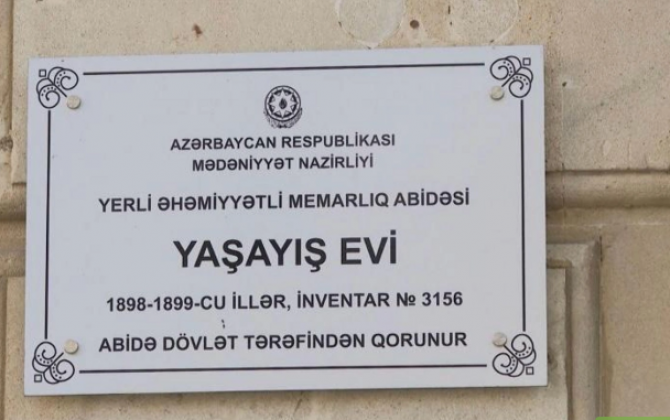 AZƏRBAYCAN RESPUBLİKASI
MƏDƏNİYYƏT NAZİRLİYİ
YERLİ ƏHƏMİYYƏTLİ MEMARLIQ ABİDƏSİ
YAŞAYIŞ EVİ
1898-1899-CU İLLƏR, İNVENTAR № 3156
ABİDƏ DÖVLƏT TƏRƏFİNDƏN QORUNUR